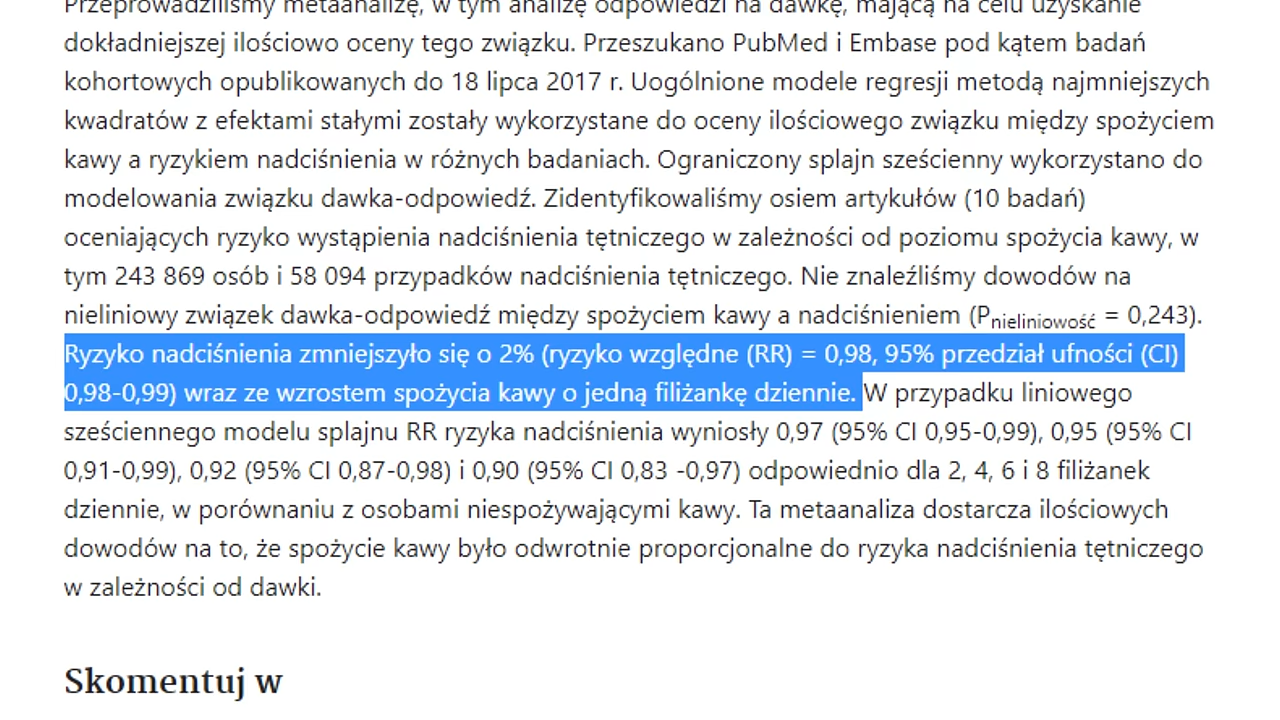 Przeprowadziliśmy metaanalizę, w tym analizę odpowiedzi na dawkę, mającą na celu uzyskanie
dokładniejszej ilościowo oceny tego związku. Przeszukano PubMed i Embase pod kątem badań
kohortowych opublikowanych do 18 lipca 2017 r. Uogólnione modele regresji metodą najmniejszych
kwadratów z efektami stałymi zostały wykorzystane do oceny ilościowego związku między spożyciem
kawy a ryzykiem nadciśnienia w różnych badaniach. Ograniczony splajn sześcienny wykorzystano do
modelowania związku dawka-odpowiedź. Zidentyfikowaliśmy osiem artykułów (10 badań)
oceniających ryzyko wystąpienia nadciśnienia tętniczego w zależności od poziomu spożycia kawy, w
tym 243 869 osób i 58 094 przypadków nadciśnienia tętniczego. Nie znaleźliśmy dowodów na
nieliniowy związek dawka-odpowiedź między spożyciem kawy a nadciśnieniem (Pnieliniowość = 0,243).
Ryzyko nadciśnienia zmniejszyło się o 2% (ryzyko względne (RR) = 0,98, 95% przedział ufności (CI)
0,98-0,99) wraz ze wzrostem spożycia kawy o jedną filiżankę dziennie. W przypadku liniowego
sześciennego modelu splajnu RR ryzyka nadciśnienia wyniosły 0,97 (95% CI 0,95-0,99), 0,95 (95% CI
0,91-0,99), 0,92 (95% CI 0,87-0,98) i 0,90 (95% CI 0,83 -0,97) odpowiednio dla 2, 4, 6 i 8 filiżanek
dziennie, w porównaniu z osobami niespożywającymi kawy. Ta metaanaliza dostarcza ilościowych
dowodów na to, że spożycie kawy było odwrotnie proporcjonalne do ryzyka nadciśnienia tętniczego
w zależności od dawki.
Skomentuj w